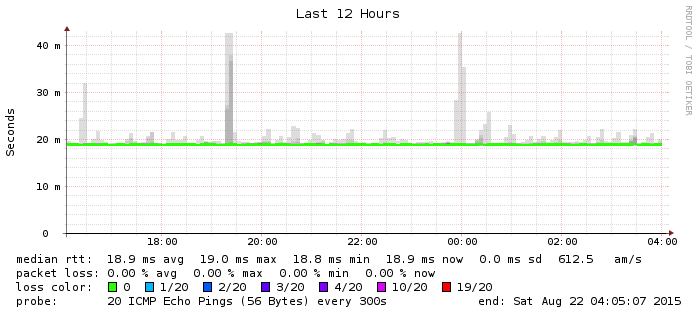 Last 12 Hours
RRDTOOL / TOBI OETIKER
Seconds
40 m
30 m
20 m
10 m
0
18:00 20:00 22:00 00:00 02:00 04:00
median rtt: 18.9 ms avg 19.0 ms max 18.8 ms min 18.9 ms now 0.0 ms sd 612.5 am/s
packet loss: 0.00 % avg 0.00 % max 0.00 % min 0.00 % now
loss color: 0 1/20 2/20 3/20 4/20 10/20 19/20
probe: 20 ICMP Echo Pings (56 Bytes) every 300s end: Sat Aug 22 04:05:07 2015